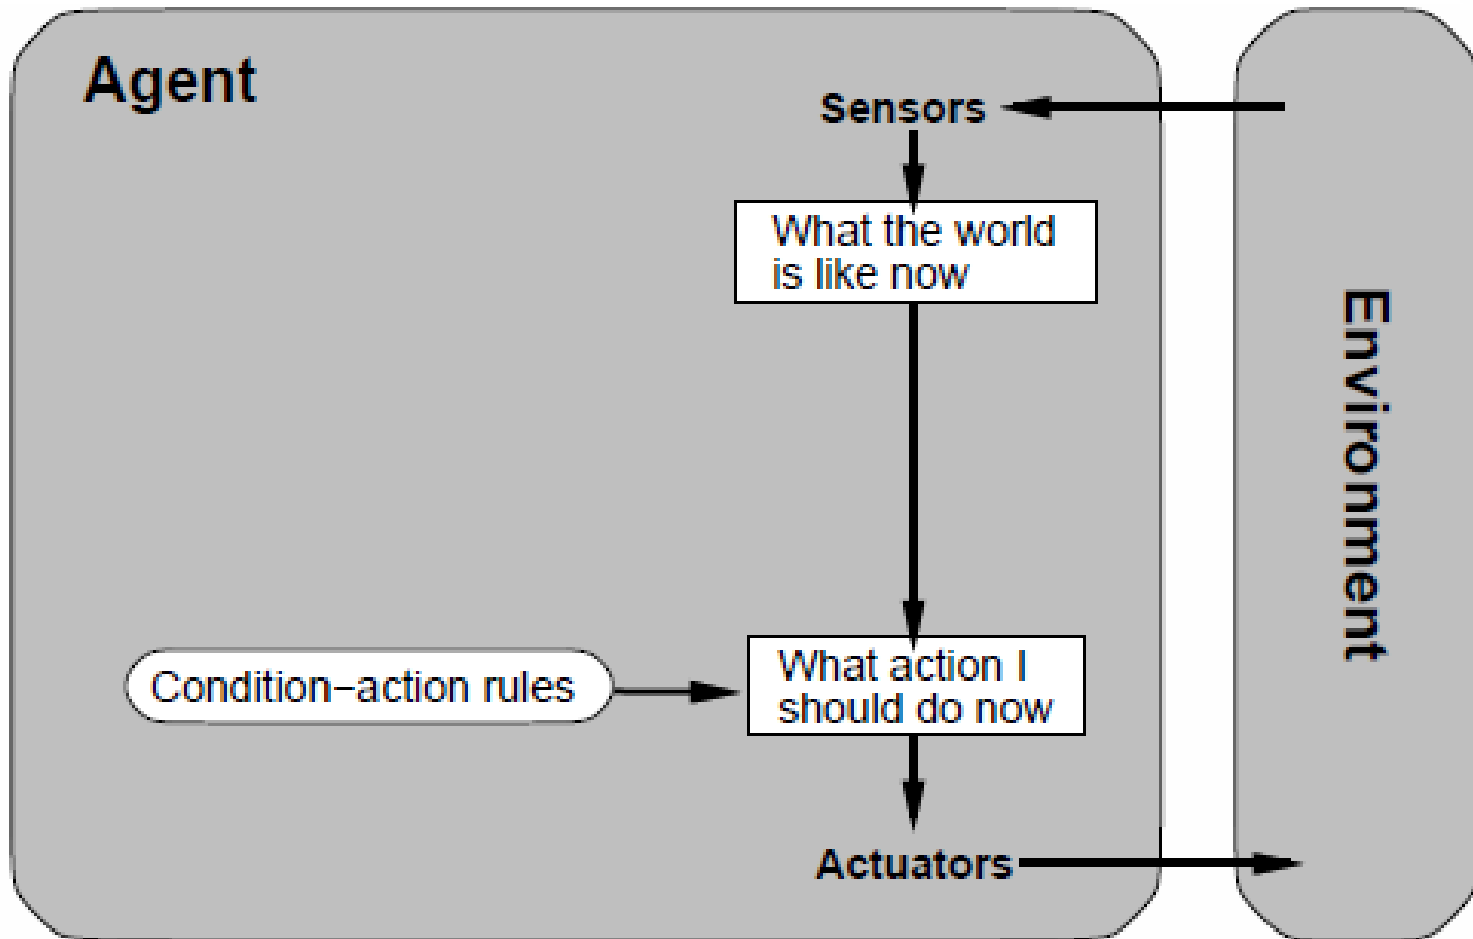 Agent
Sensors
What the world
is like now
Environment
Condition–action rules
What action I
should do now
Actuators